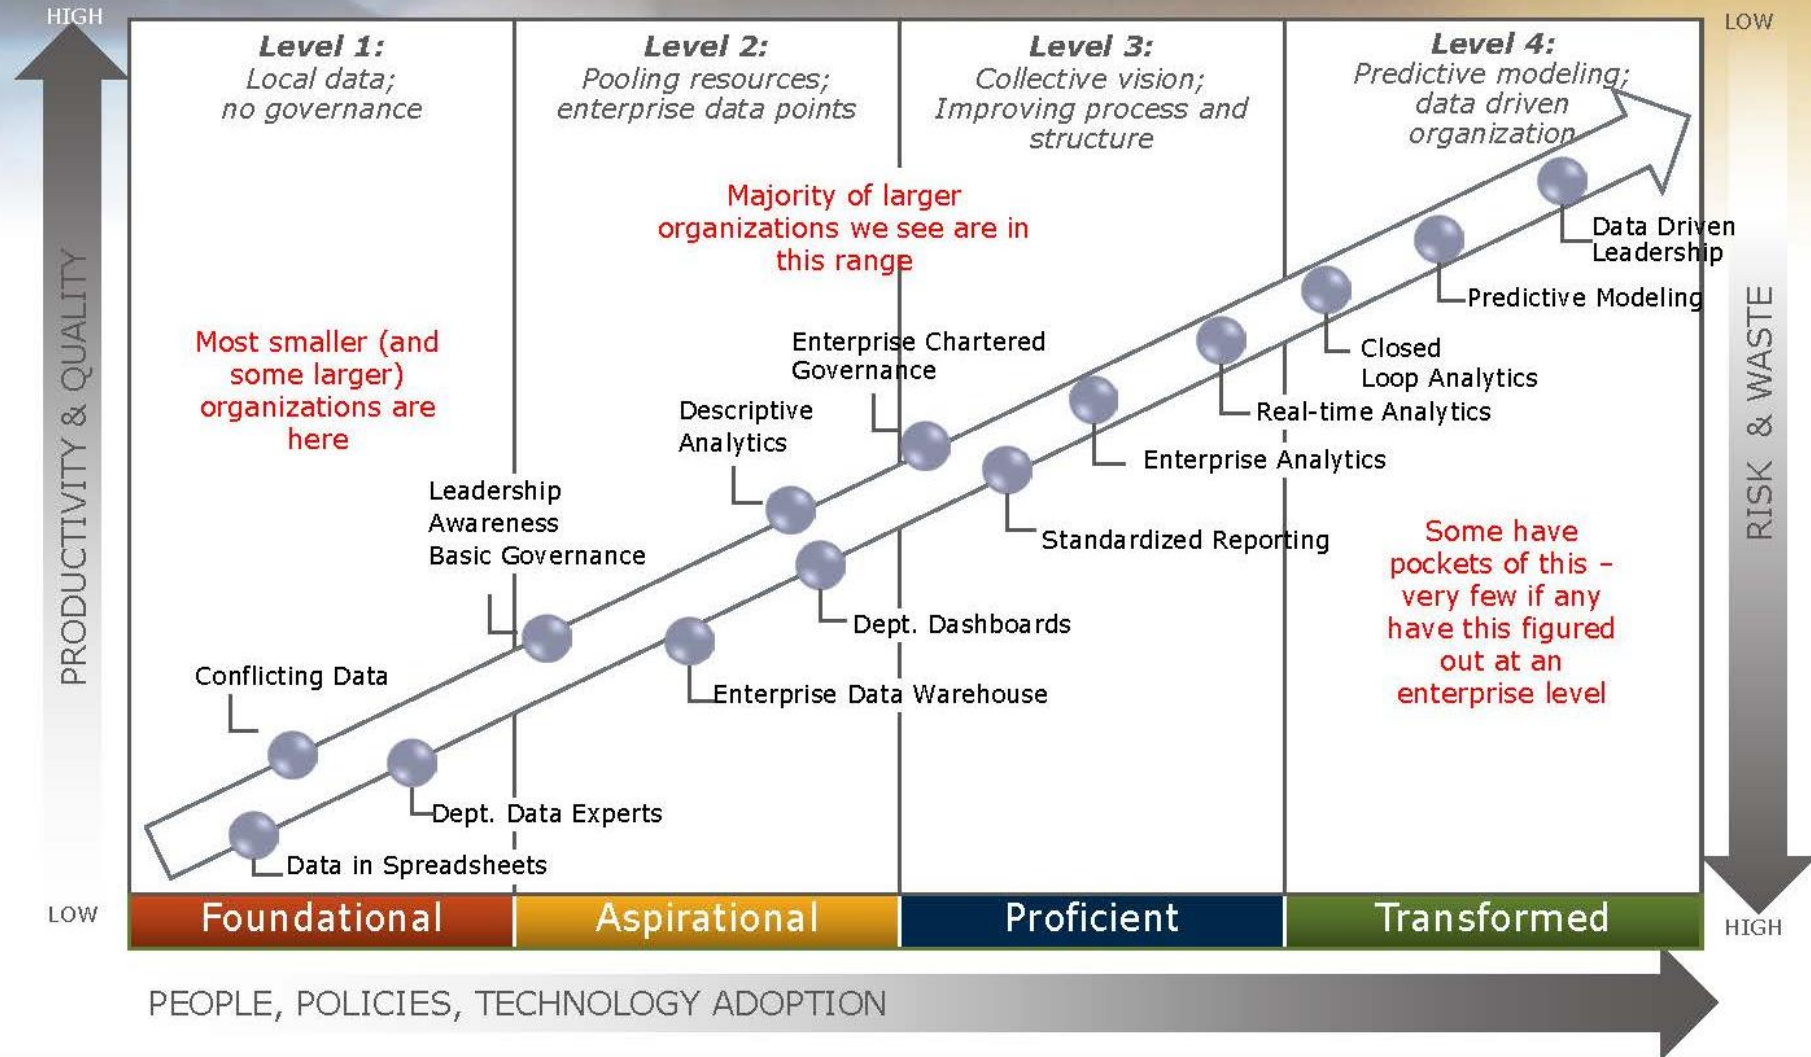 HIGH
LOW
Level 1:
Local data;
no governance
Level 2:
Pooling resources;
enterprise data points
Level 3:
Collective vision;
Improving process and
structure
Level 4:
Predictive modeling;
data driven
organization
Majority of larger
organizations we see are in
this range
Most smaller (and
some larger)
organizations are
here
Some have
pockets of this –
very few if any
have this figured
out at an
enterprise level
Data Driven
Leadership
Predictive Modeling
Closed
Loop Analytics
Real-time Analytics
Enterprise Analytics
Standardized Reporting
Enterprise Chartered
Governance
Descriptive
Analytics
Dept. Dashboards
Enterprise Data Warehouse
Leadership
Awareness
Basic Governance
Conflicting Data
Dept. Data Experts
Data in Spreadsheets
PRODUCTIVITY & QUALITY
RISK & WASTE
LOW
HIGH
Foundational
Aspirational
Proficient
Transformed
PEOPLE, POLICIES, TECHNOLOGY ADOPTION